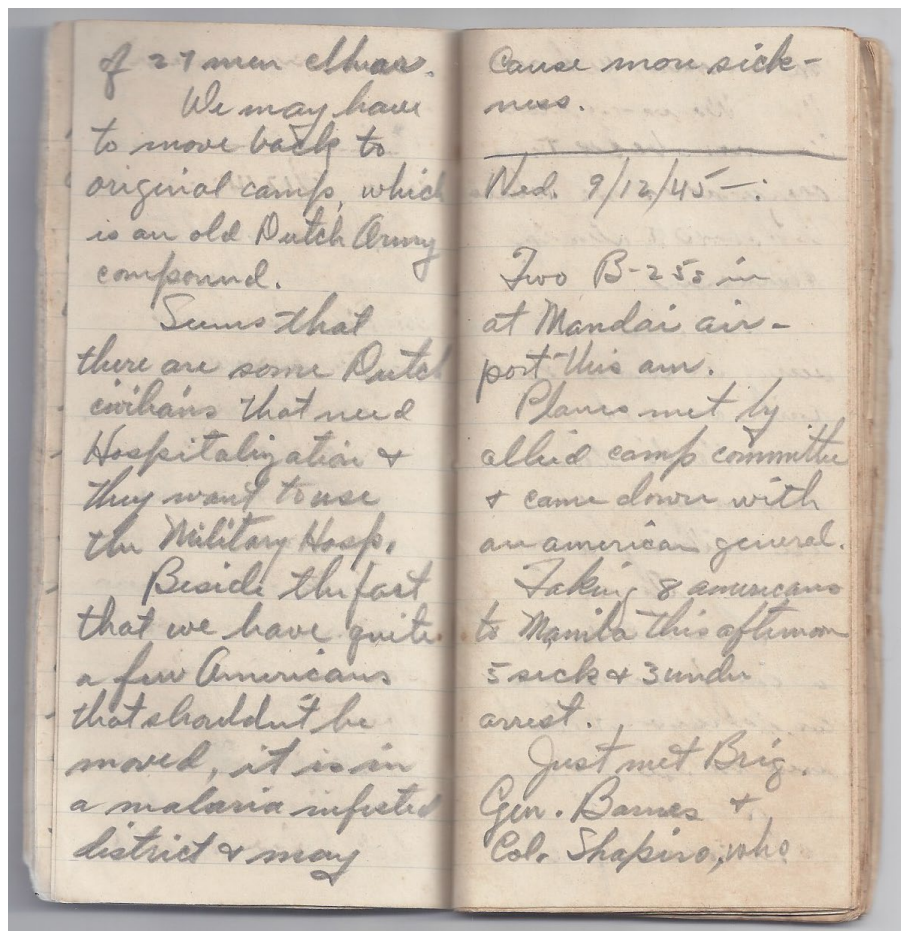 of 27 men
We may have
to move back to
original camp, which
is an old Dutch Army
compound.
Seems that
there are some Dutch
civilians that need
Hospitalization &
they want to use
the Military Hosp.
Beside the fact
that we have quite
a few Americans
that shouldn't be
moved, it is in
a malaria infested
district & may
cause more sick-
ness.
Wed. 9/12/45—:
Two B-25s in
at Mandai air-
port this am.
Planes met by
allied camp committee
& came down with
an american general.
Taking 8 americans
to Manila this afternoon
5 sick & 3 under
arrest.
Just met Brig.
Gen. Barnes &
Col. Shapiro, who